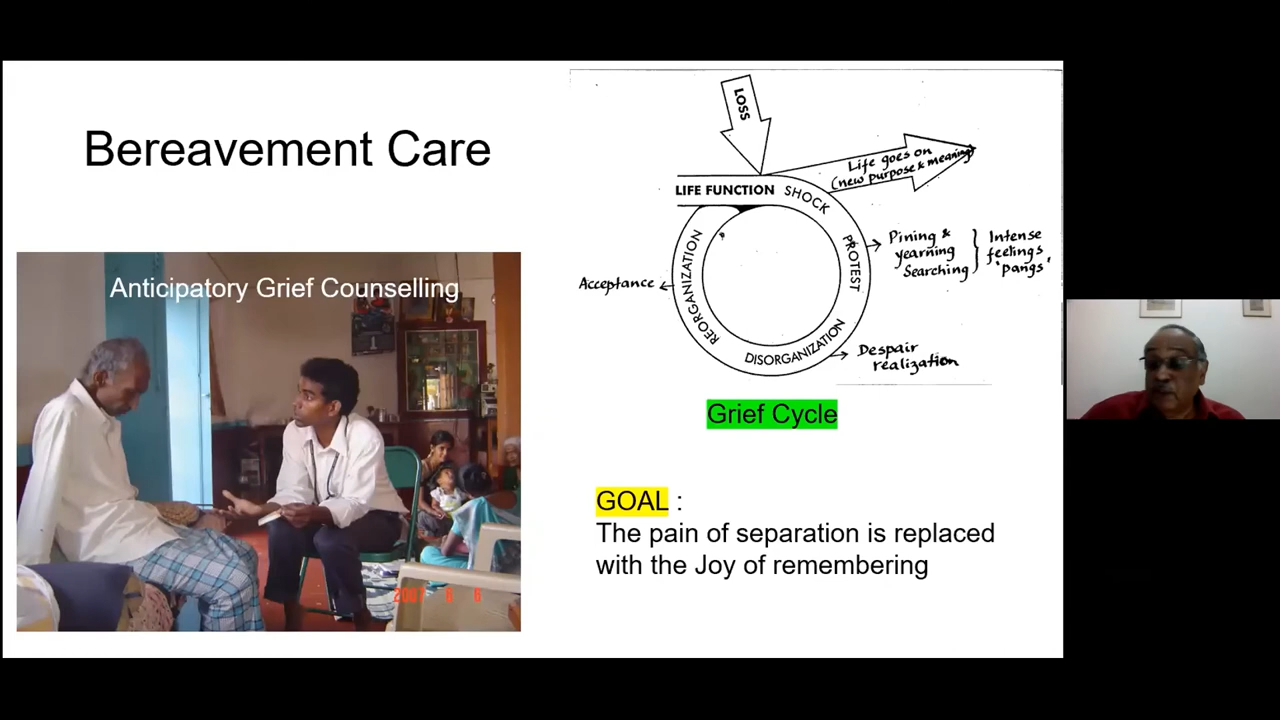 Bereavement Care
Anticipatory Grief Counselling
LOSS
Life goes on
(new purpose & meaning)
LIFE FUNCTION
SHOCK
PROTEST
Pining &
yearning
Searching
Intense
feelings
'pangs'
DISORGANIZATION
Despair
realization
REORGANIZATION
Acceptance
Grief Cycle
GOAL :
The pain of separation is replaced
with the Joy of remembering